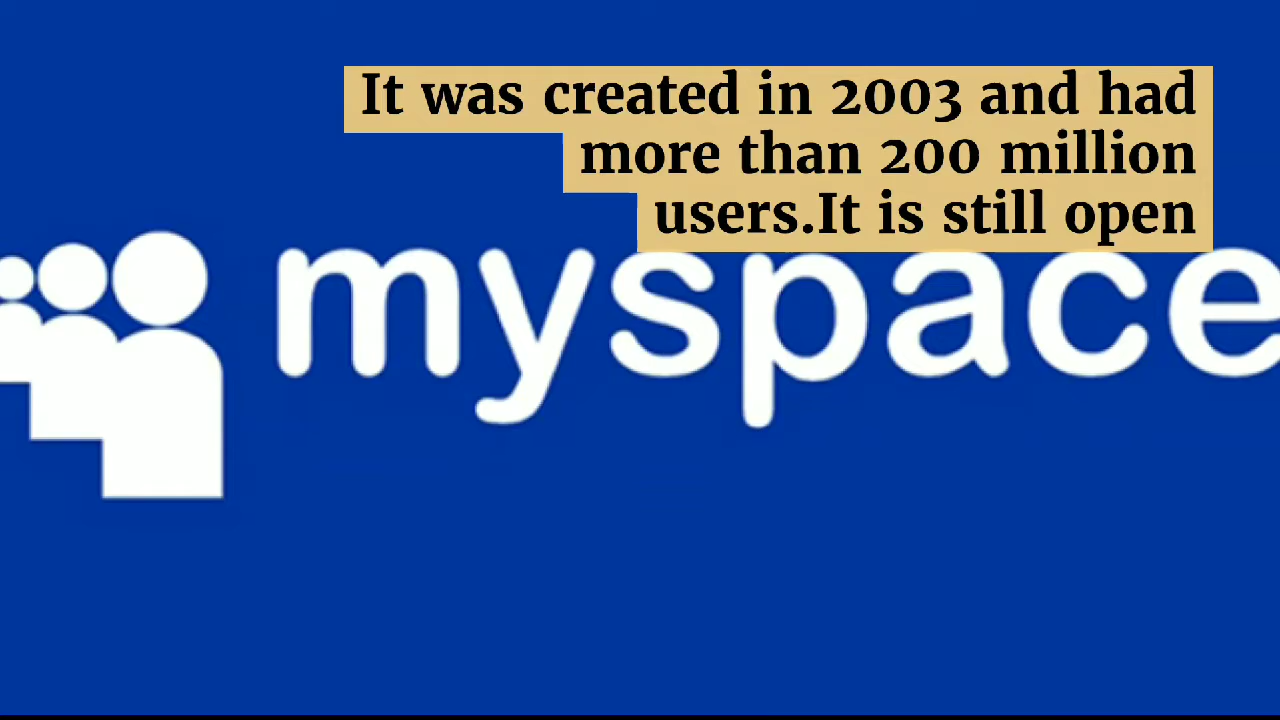 It was created in 2003 and had
more than 200 million
users.It is still open
myspace